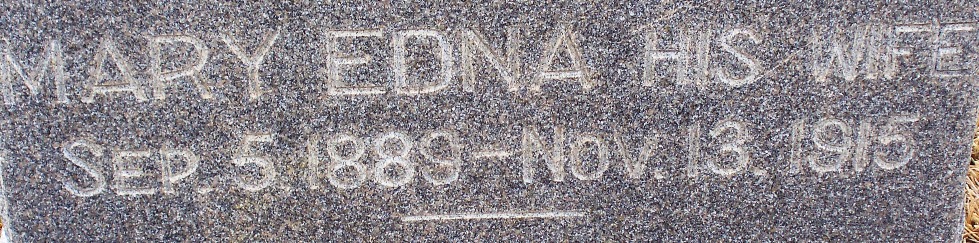 MARY EDNA HIS WIFE
SEP. 5 1889 - NOV. 13. 1915